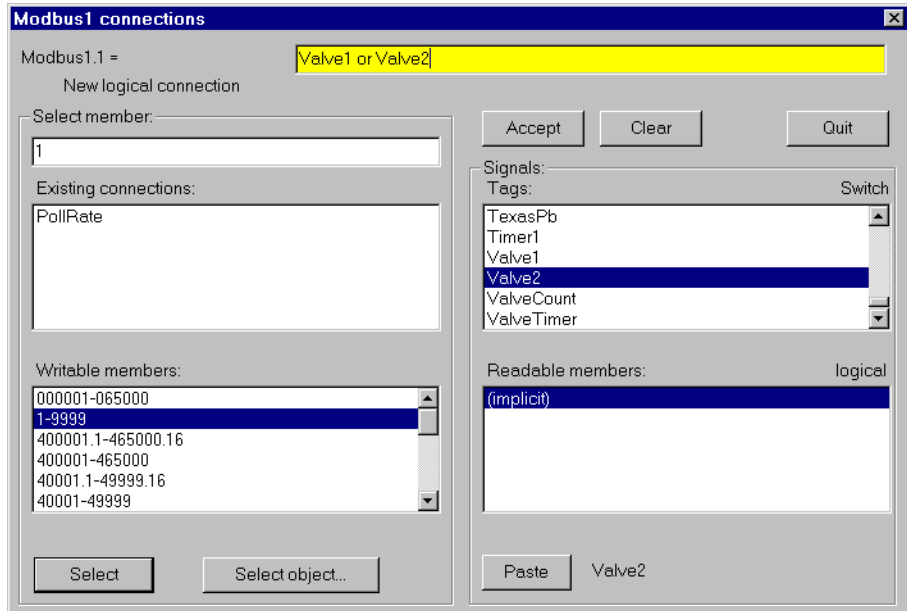 Modbus1 connections
Modbus1.1 =
Valve1 or Valve2
New logical connection
Select member:
1
Existing connections:
PollRate
Writable members:
000001-065000
1-9999
400001.1-465000.16
400001-465000
40001.1-49999.16
40001-49999
Select
Select object...
Accept
Clear
Quit
Signals:
Tags:
Switch
TexasPb
Timer1
Valve1
Valve2
ValveCount
ValveTimer
Readable members:
logical
(implicit)
Paste
Valve2